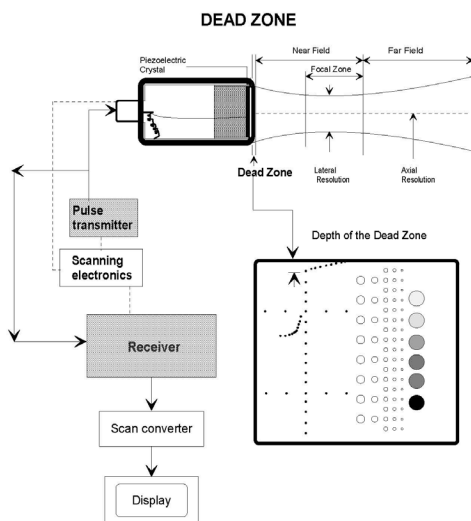 DEAD ZONE
Piezoelectric
Crystal
Near Field
Far Field
Focal Zone
Dead Zone
Lateral
Resolution
Axial
Resolution
Pulse
transmitter
Depth of the Dead Zone
Scanning
electronics
Receiver
Scan converter
Display